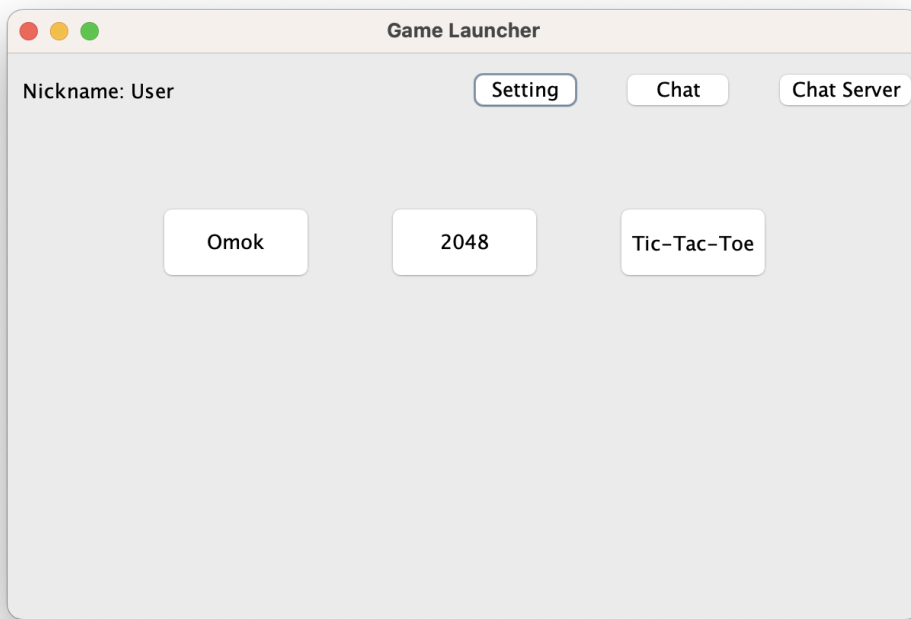 Game Launcher
Nickname: User Setting Chat Chat Server
Omok 2048 Tic-Tac-Toe